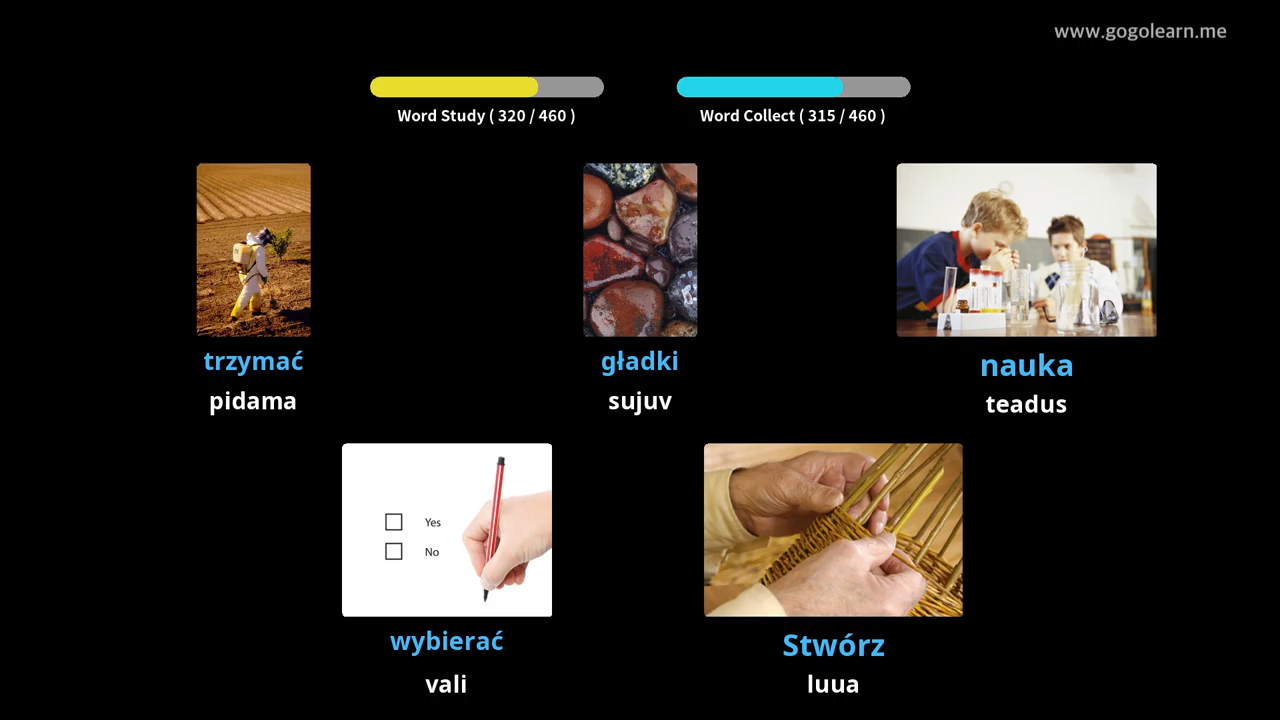 www.gogolearn.me
Word Study ( 320 / 460 )
Word Collect ( 315 / 460 )
trzymać
pidama
gładki
sujuv
nauka
teadus
Yes
No
wybierać
vali
Stwórz
luua